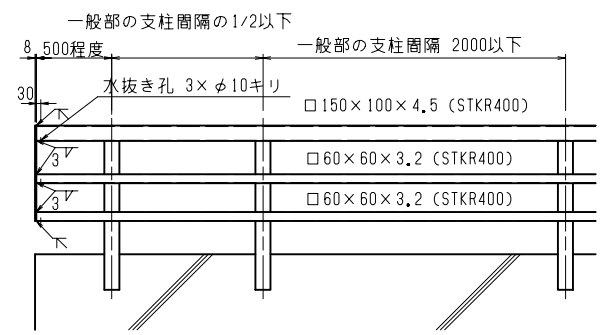 一般部の支柱間隔の1/2以下
8 500程度
一般部の支柱間隔 2000以下
30
水抜き孔 3×φ10キリ
□150×100×4.5 (STKR400)
3
□60×60×3.2 (STKR400)
3
□60×60×3.2 (STKR400)